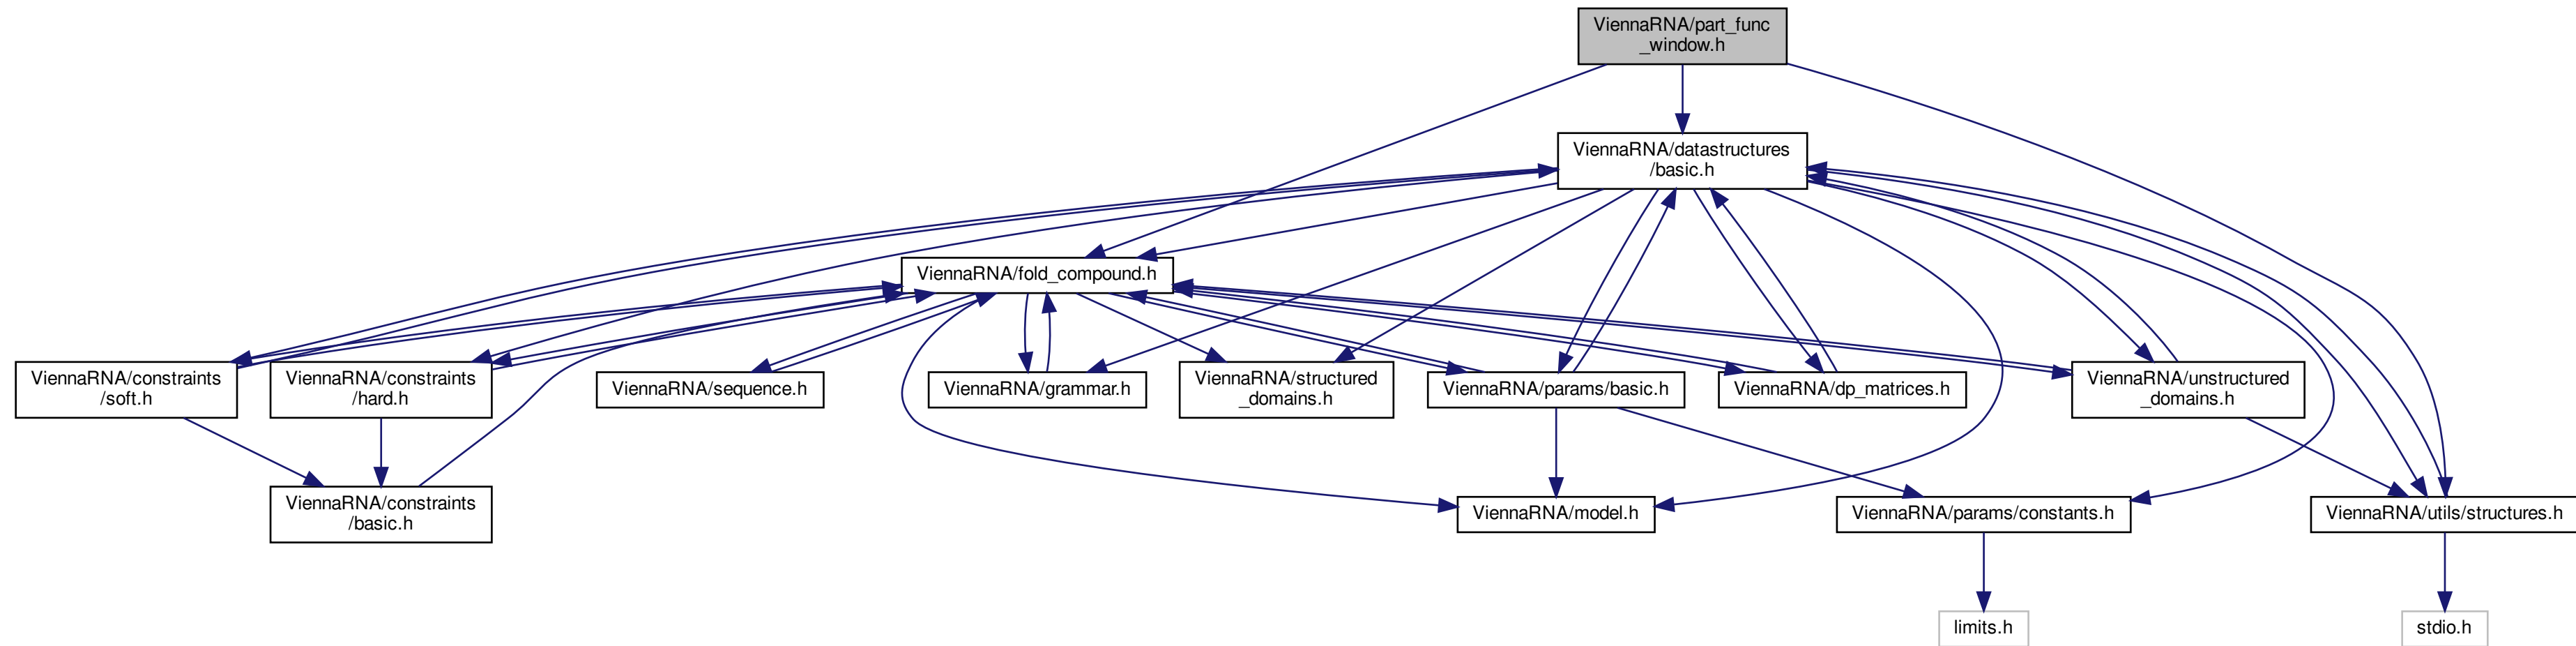 ViennaRNA/part_func
_window.h
ViennaRNA/datastructures
/basic.h
ViennaRNA/fold_compound.h
ViennaRNA/constraints
/soft.h
ViennaRNA/constraints
/hard.h
ViennaRNA/sequence.h
ViennaRNA/grammar.h
ViennaRNA/structured
_domains.h
ViennaRNA/params/basic.h
ViennaRNA/dp_matrices.h
ViennaRNA/unstructured
_domains.h
ViennaRNA/constraints
/basic.h
ViennaRNA/model.h
ViennaRNA/params/constants.h
ViennaRNA/utils/structures.h
limits.h
stdio.h